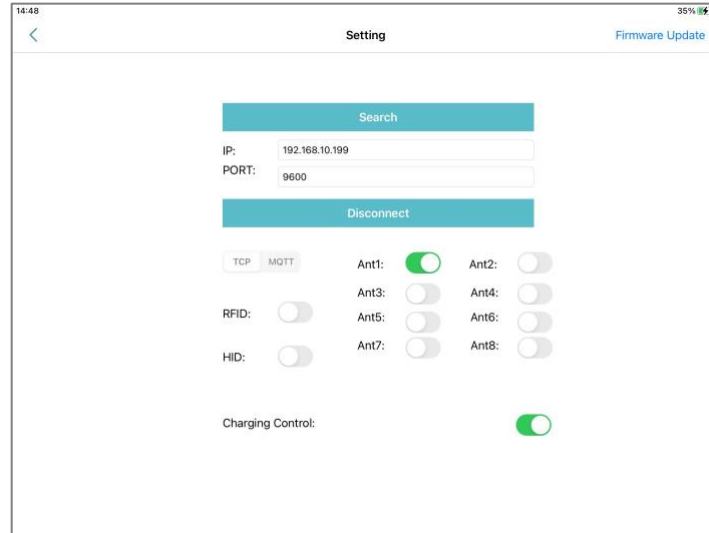 14:48 35%
Setting Firmware Update
Search
IP: 192.168.10.199
PORT: 9600
Disconnect
TCP MQTT Ant1: Ant2:
Ant3: Ant4:
RFID: Ant5: Ant6:
Ant7: Ant8:
HID:
Charging Control: